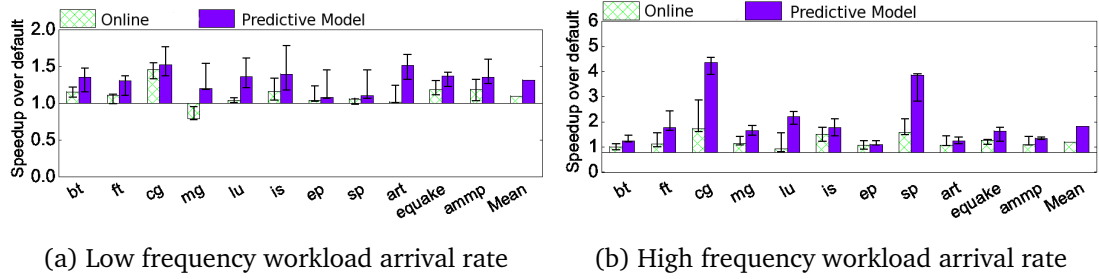 Online Predictive Model
Speedup over default
2.0
1.5
1.0
0.5
0.0
bt ft cg mg lu is ep sp art equake ammp Mean
(a) Low frequency workload arrival rate
Online Predictive Model
Speedup over default
6
5
4
3
2
1
0
bt ft cg mg lu is ep sp art equake ammp Mean
(b) High frequency workload arrival rate